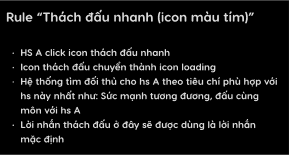 Rule “Thách đấu nhanh (icon màu tím)”
· HS A click icon thách đấu nhanh
· Icon thách đấu chuyển thành icon loading
· Hệ thống tìm đối thủ cho hs A theo tiêu chí phù hợp với
hs này nhất như: Sức mạnh tương đương, đấu cùng
môn với hs A
· Lời nhắn thách đấu ở đây sẽ được dùng là lời nhắn
mặc định